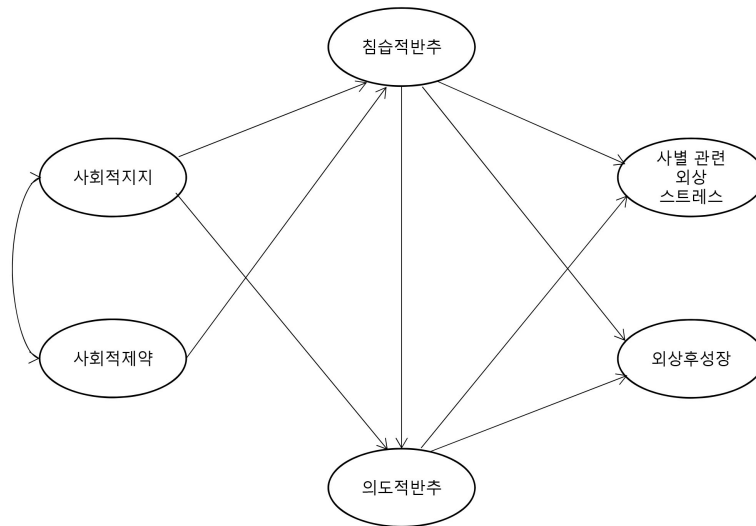 침습적반추
사회적지지
사별 관련
외상
스트레스
사회적제약
외상후성장
의도적반추